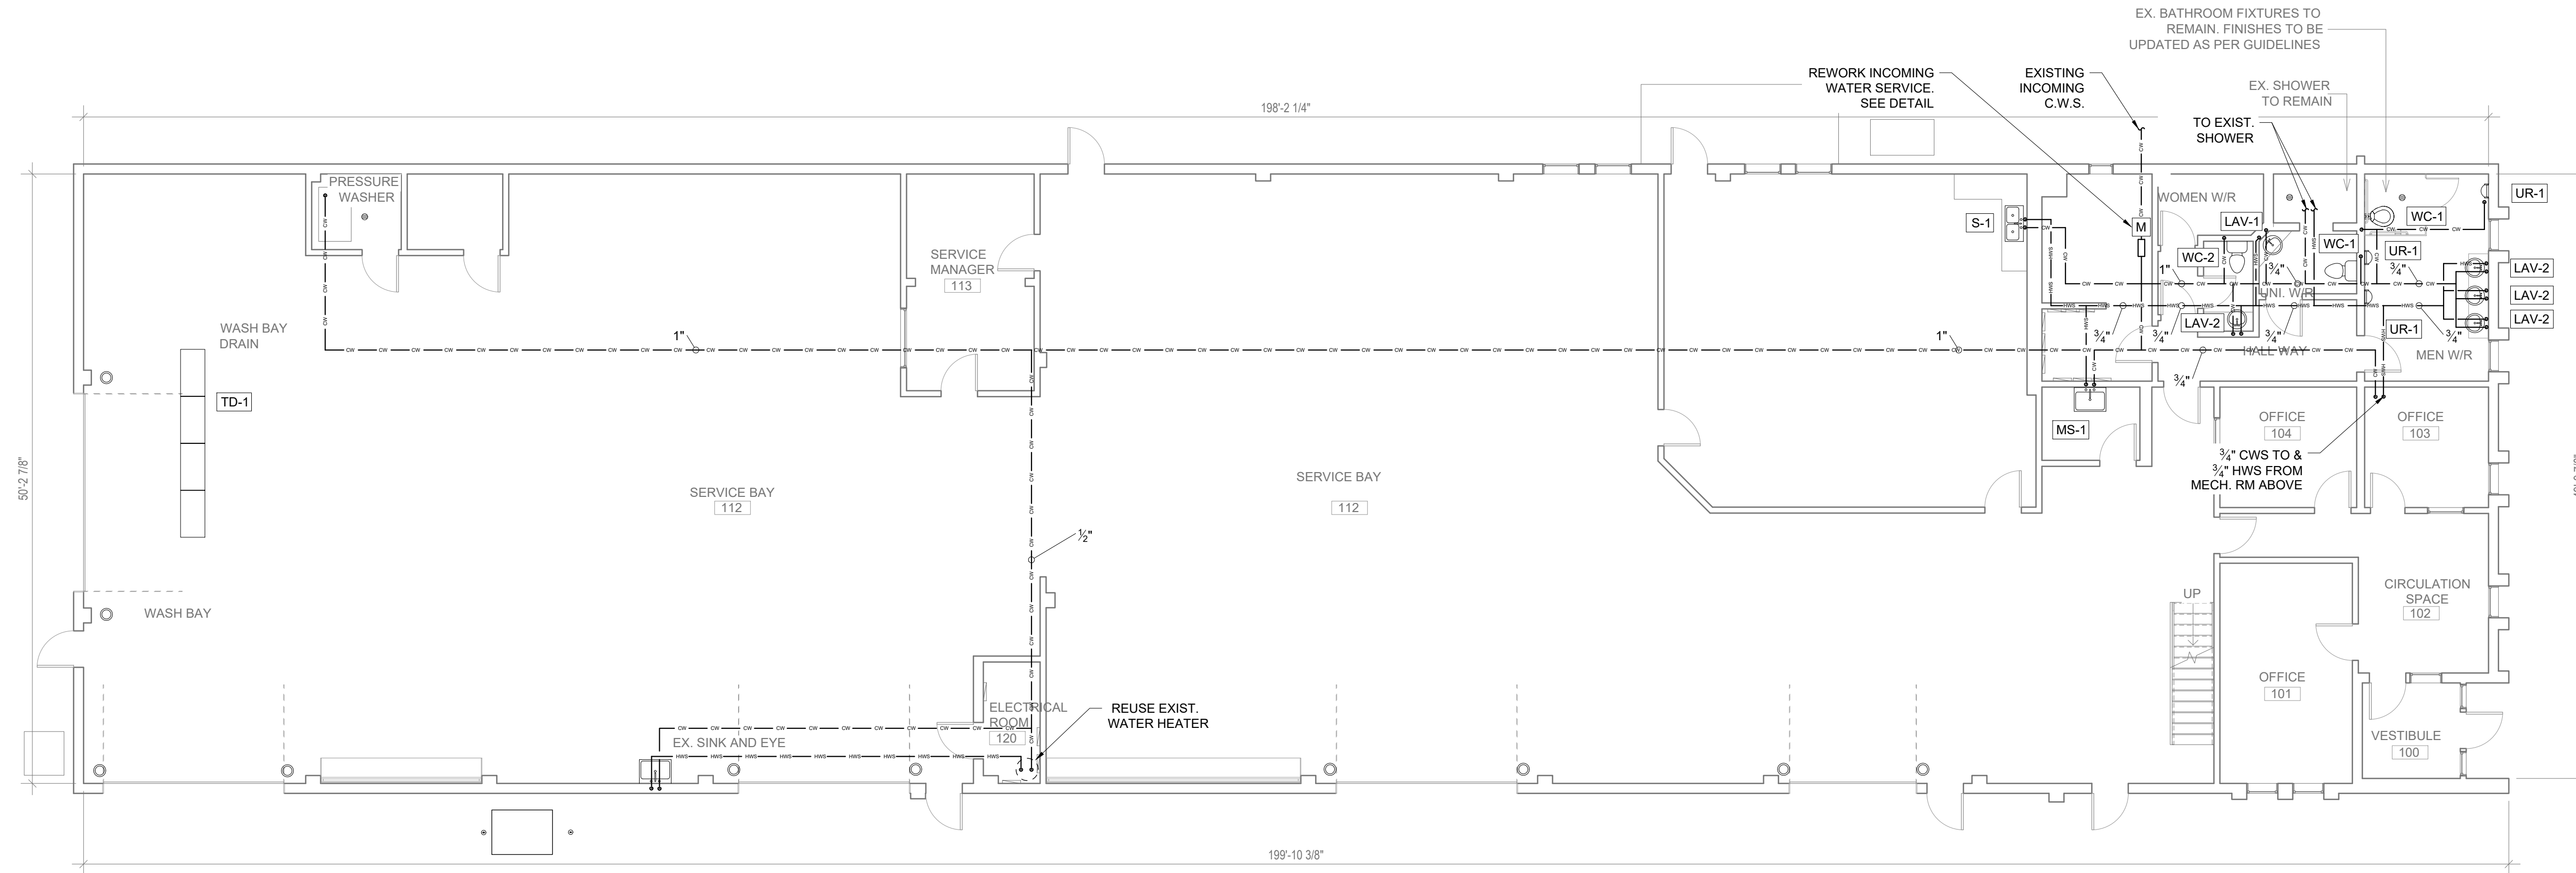 EX. BATHROOM FIXTURES TO
REMAIN. FINISHES TO BE
UPDATED AS PER GUIDELINES
REWORK INCOMING
WATER SERVICE.
SEE DETAIL
EXISTING
INCOMING
C.W.S.
EX. SHOWER
TO REMAIN
TO EXIST.
SHOWER
198'-2 1/4"
PRESSURE
WASHER
WOMEN W/R
UR-1
S-1
M
LAV-1
WC-1
WC-1
UR-1
WC-2
1"
3/4"
3/4"
LAV-2
LAV-2
LAV-2
UNI. W/R
LAV-2
UR-1
3/4"
3/4"
3/4"
3/4"
SERVICE
MANAGER
113
WASH BAY
DRAIN
1"
1"
HALL WAY
MEN W/R
3/4"
TD-1
MS-1
OFFICE
104
OFFICE
103
3/4" CWS TO &
3/4" HWS FROM
MECH. RM ABOVE
50'-2 7/8"
SERVICE BAY
112
SERVICE BAY
112
1/2"
WASH BAY
UP
CIRCULATION
SPACE
102
OFFICE
101
ELECTRICAL
ROOM
120
REUSE EXIST.
WATER HEATER
EX. SINK AND EYE
VESTIBULE
100
199'-10 3/8"
CW
HWS